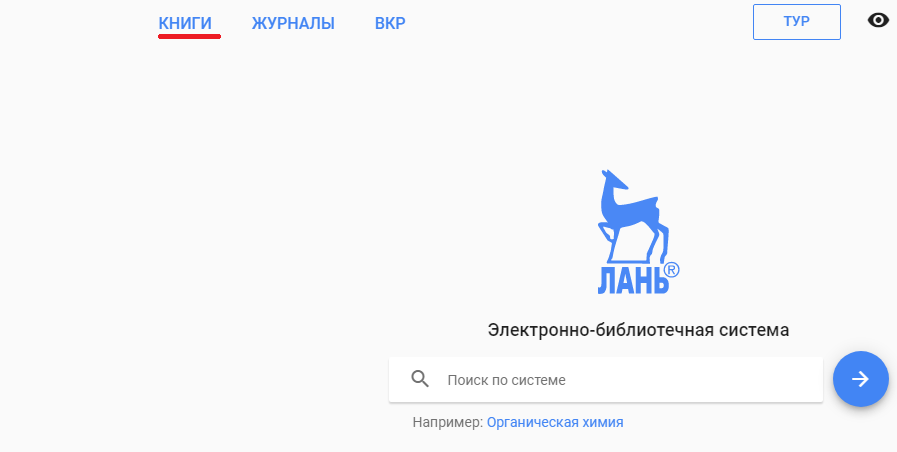 КНИГИ ЖУРНАЛЫ ВКР ТУР
ЛАНЬ®
Электронно-библиотечная система
Поиск по системе
Например: Органическая химия